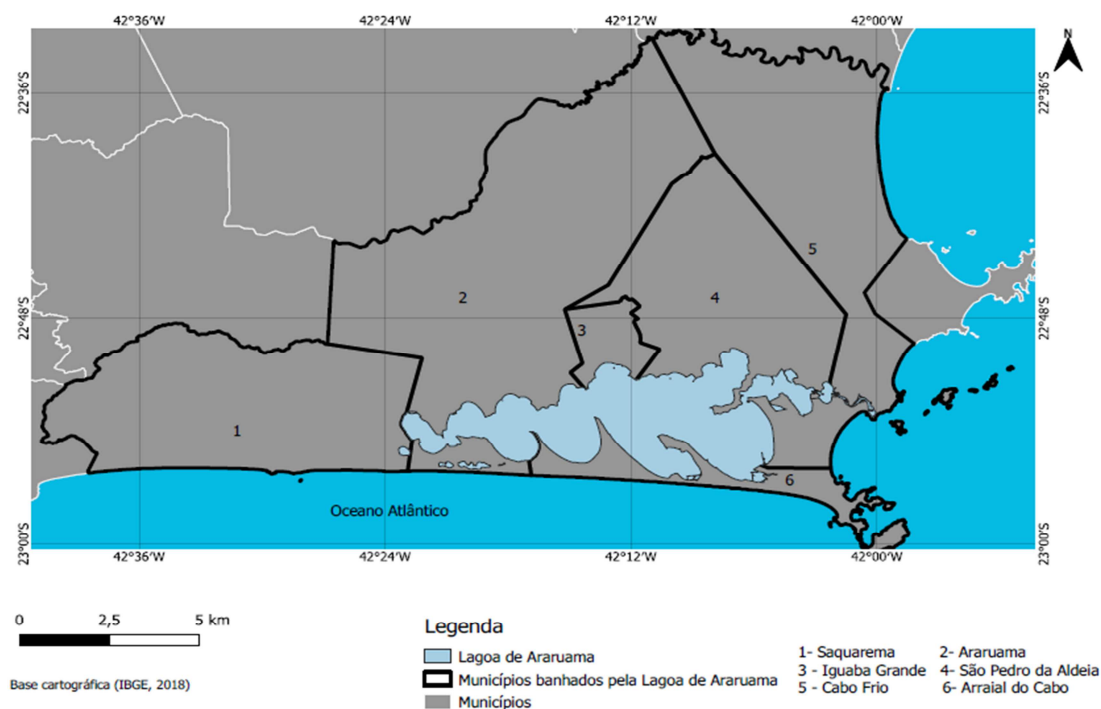 42°36'W 42°24'W 42°12'W 42°00'W
N
22°36'S 22°36'S
5
2 4
22°48'S 22°48'S
3
1
6
Oceano Atlântico
23°00'S 23°00'S
42°36'W 42°24'W 42°12'W 42°00'W
0 2,5 5 km
Base cartográfica (IBGE, 2018)
Legenda
Lagoa de Araruama
Municípios banhados pela Lagoa de Araruama
Municípios
1- Saquarema 2- Araruama
3 - Iguaba Grande 4- São Pedro da Aldeia
5 - Cabo Frio 6- Arraial do Cabo